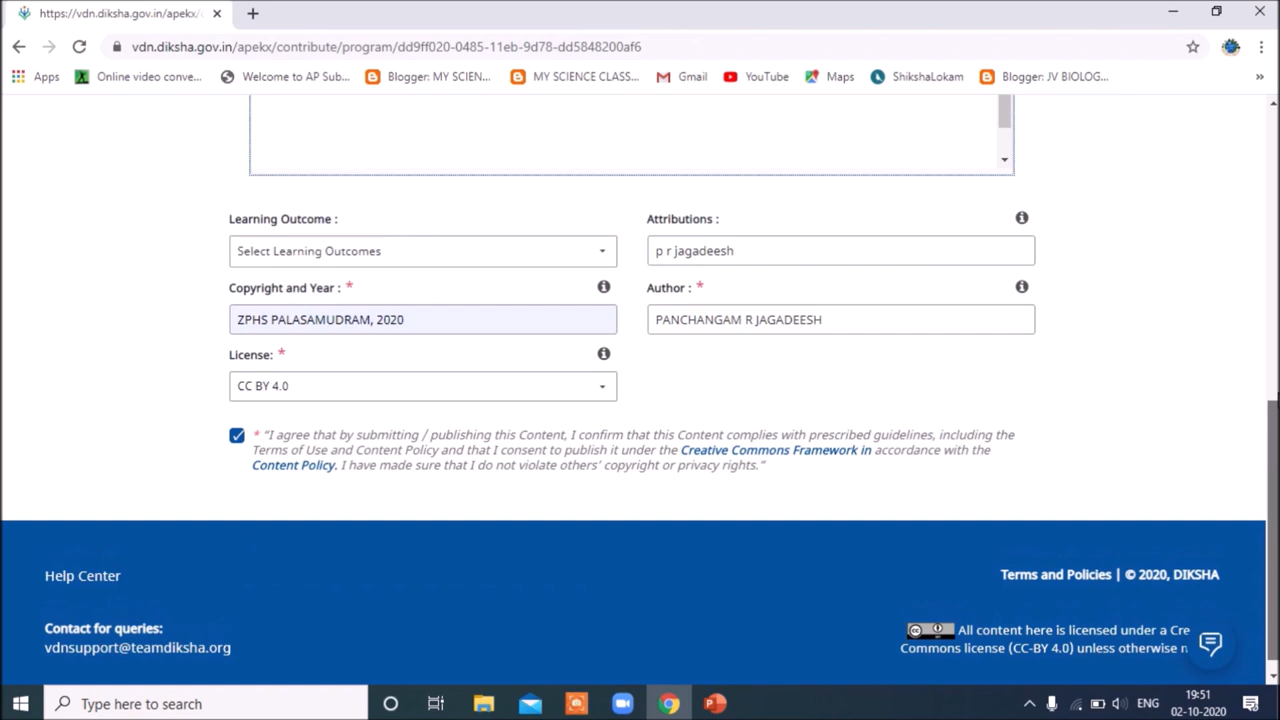 https://vdn.diksha.gov.in/apekx/
vdn.diksha.gov.in/apekx/contribute/program/dd9ff020-0485-11eb-9d78-dd5848200af6
Apps Online video conve... Welcome to AP Sub... Blogger: MY SCIEN... MY SCIENCE CLASS... Gmail YouTube Maps ShikshaLokam Blogger: JV BIOLOG... »
Learning Outcome : Attributions :
Select Learning Outcomes p r jagadeesh
Copyright and Year : * Author : *
ZPHS PALASAMUDRAM, 2020 PANCHANGAM R JAGADEESH
License: *
CC BY 4.0
* "I agree that by submitting / publishing this Content, I confirm that this Content complies with prescribed guidelines, including the
Terms of Use and Content Policy and that I consent to publish it under the Creative Commons Framework in accordance with the
Content Policy. I have made sure that I do not violate others' copyright or privacy rights."
Help Center Terms and Policies | © 2020, DIKSHA
Contact for queries: All content here is licensed under a Cre
vdnsupport@teamdiksha.org Commons license (CC-BY 4.0) unless otherwise n
Type here to search ENG 19:51
02-10-2020